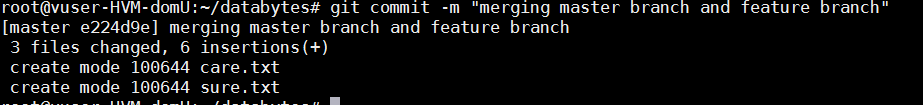 root@vuser-HVM-domU:~/databytes# git commit -m "merging master branch and feature branch"
[master e224d9e] merging master branch and feature branch
 3 files changed, 6 insertions(+)
 create mode 100644 care.txt
 create mode 100644 sure.txt
root@vuser-HVM-domU:~/databytes#